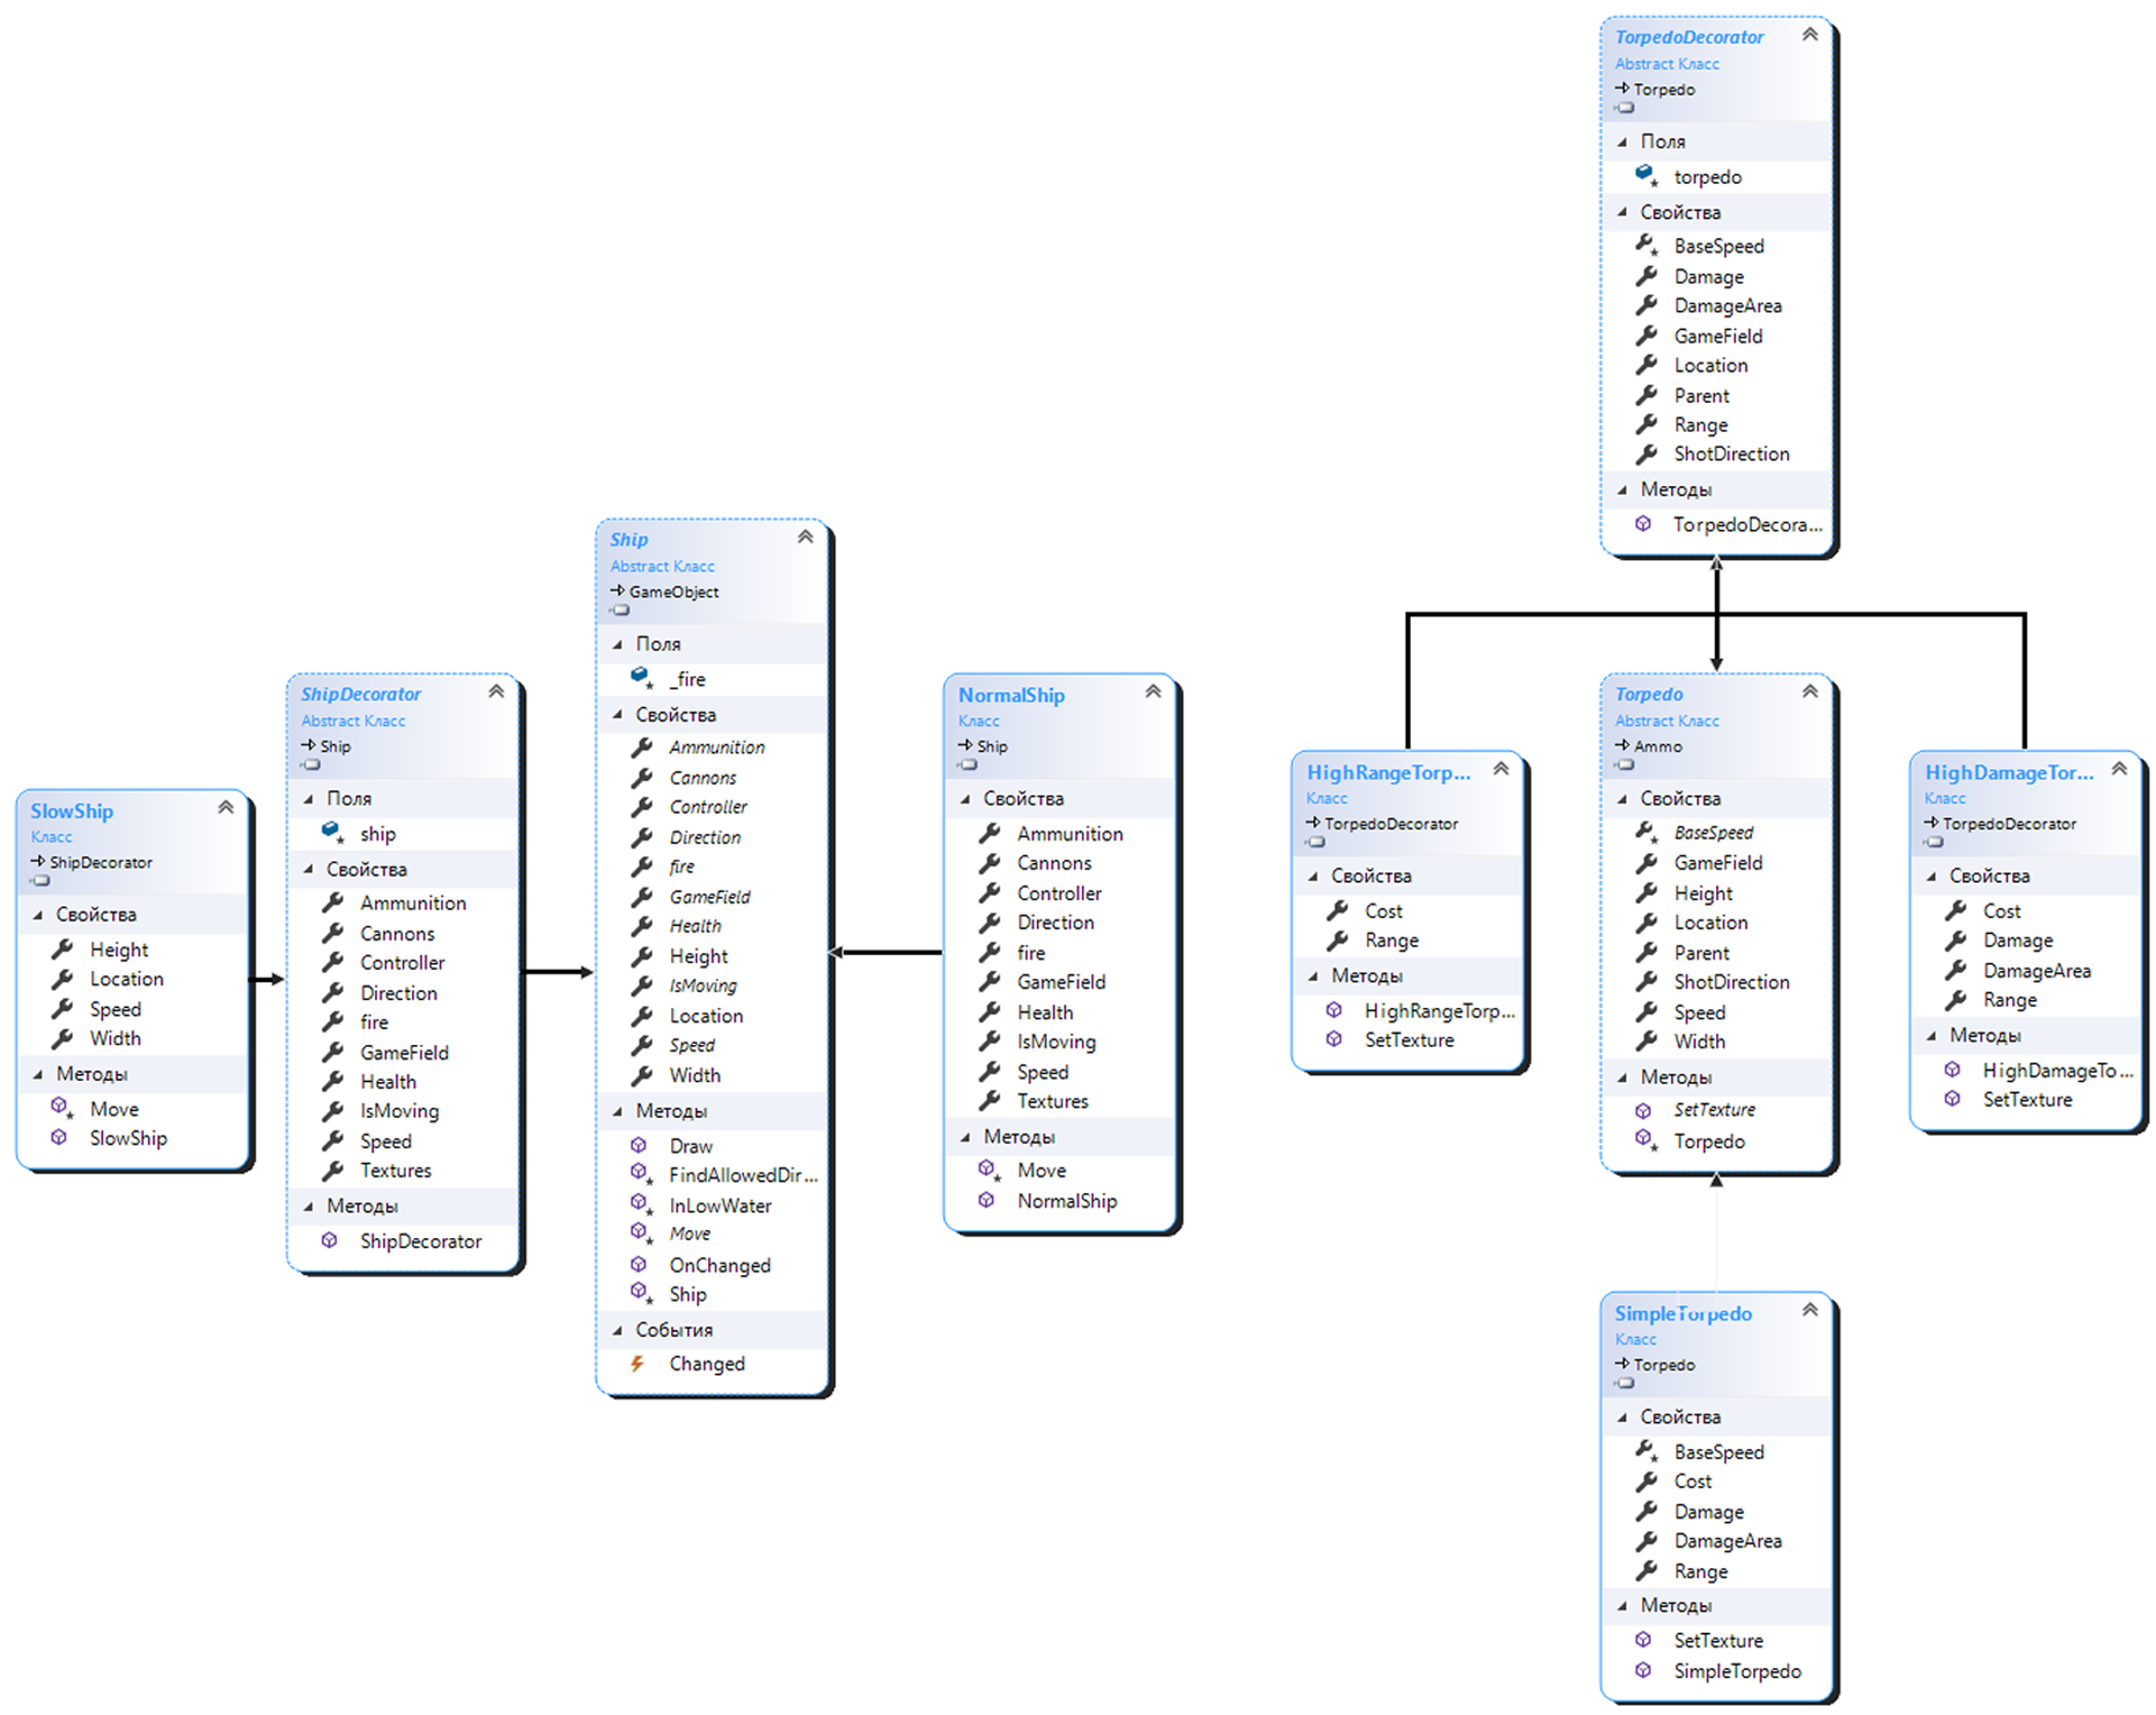 TorpedoDecorator
Abstract Класс
Torpedo
Поля
torpedo
Свойства
BaseSpeed
Damage
DamageArea
GameField
Location
Parent
Range
ShotDirection
Методы
TorpedoDecora...
Ship
Abstract Класс
GameObject
Поля
_fire
Свойства
Ammunition
Cannons
Controller
Direction
fire
GameField
Health
Height
IsMoving
Location
Speed
Width
Методы
Draw
FindAllowedDir...
InLowWater
Move
OnChanged
Ship
События
Changed
ShipDecorator
Abstract Класс
Ship
Поля
ship
Свойства
Ammunition
Cannons
Controller
Direction
fire
GameField
Health
IsMoving
Speed
Textures
Методы
ShipDecorator
NormalShip
Класс
Ship
Свойства
Ammunition
Cannons
Controller
Direction
fire
GameField
Health
IsMoving
Speed
Textures
Методы
Move
NormalShip
SlowShip
Класс
ShipDecorator
Свойства
Height
Location
Speed
Width
Методы
Move
SlowShip
HighRangeTorp...
Класс
TorpedoDecorator
Свойства
Cost
Range
Методы
HighRangeTorp...
SetTexture
Torpedo
Abstract Класс
Ammo
Свойства
BaseSpeed
GameField
Height
Location
Parent
ShotDirection
Speed
Width
Методы
SetTexture
Torpedo
HighDamageTor...
Класс
TorpedoDecorator
Свойства
Cost
Damage
DamageArea
Range
Методы
HighDamageTo...
SetTexture
SimpleTorpedo
Класс
Torpedo
Свойства
BaseSpeed
Cost
Damage
DamageArea
Range
Методы
SetTexture
SimpleTorpedo